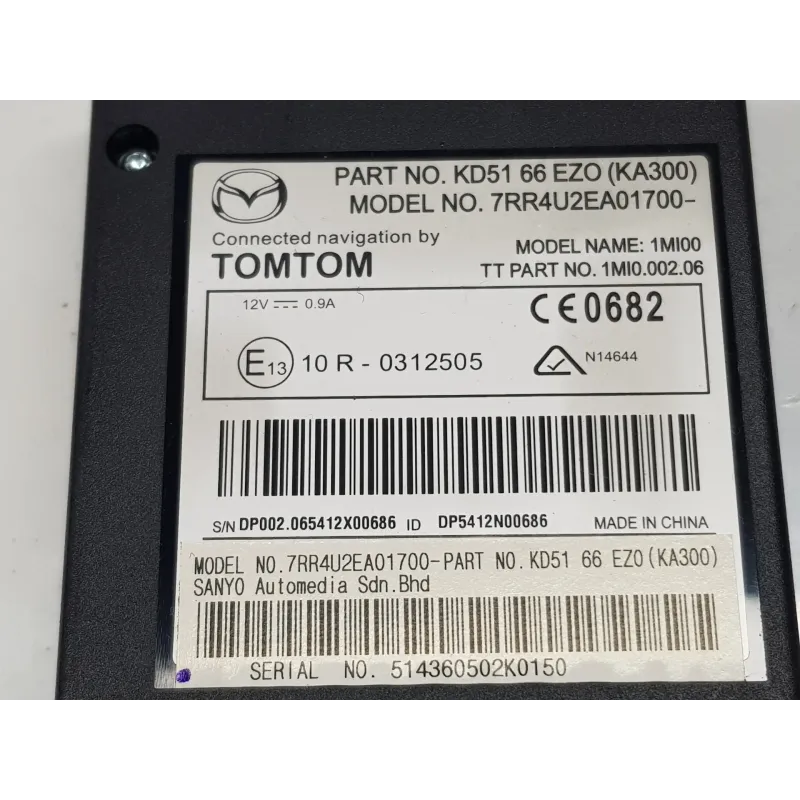 PART NO. KD51 66 EZ0 (KA300)
MODEL NO. 7RR4U2EA01700-
Connected navigation by
TOMTOM
MODEL NAME: 1MI00
TT PART NO. 1MI0.002.06
12V ⎓ 0.9A
CE0682
E13 10 R - 0312505
N14644
S/N DP002.065412X00686 ID DP5412N00686 MADE IN CHINA
MODEL NO.7RR4U2EA01700-PART NO.KD51 66 EZ0(KA300)
SANYO Automedia Sdn.Bhd
SERIAL NO. 514360502K0150